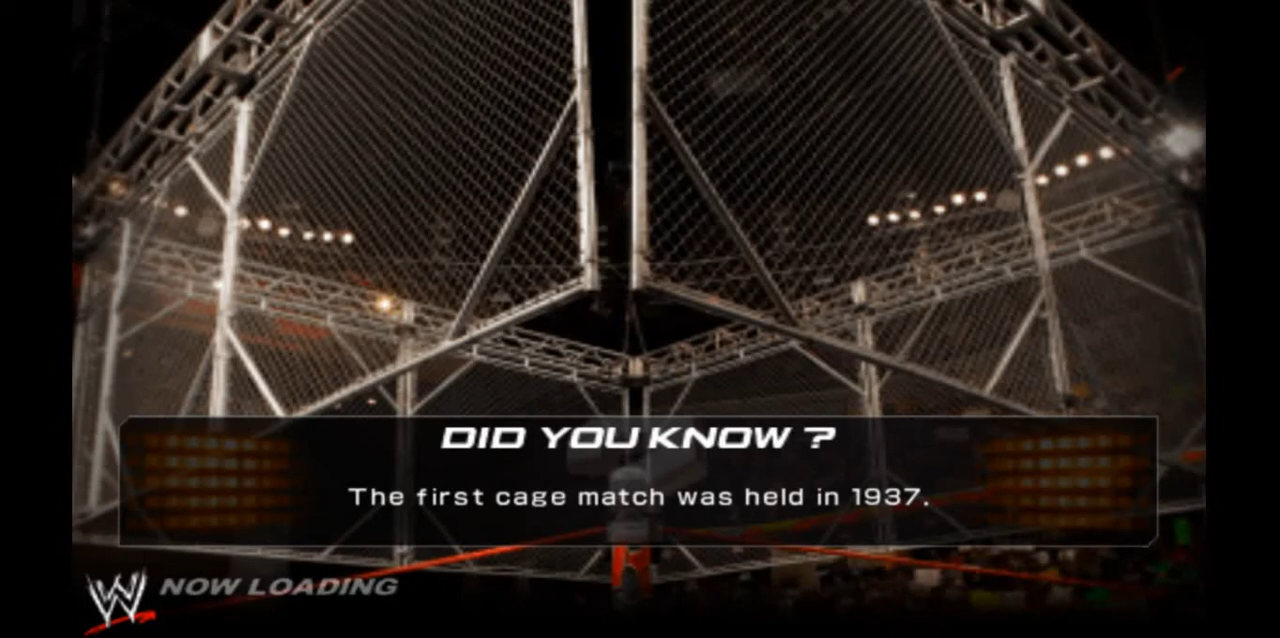 DID YOU KNOW ?
The first cage match was held in 1937.
W NOW LOADING